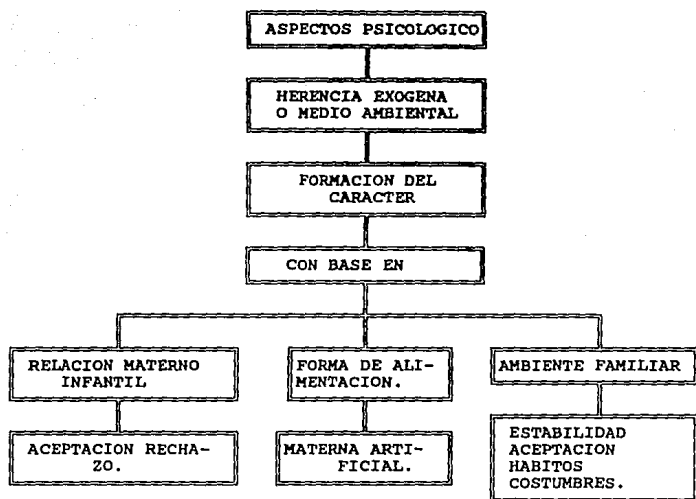 ASPECTOS PSICOLOGICO
HERENCIA EXOGENA
O MEDIO AMBIENTAL
FORMACION DEL
CARACTER
CON BASE EN
RELACION MATERNO
INFANTIL
FORMA DE ALI-
MENTACION.
AMBIENTE FAMILIAR
ACEPTACION RECHA-
ZO.
MATERNA ARTI-
FICIAL.
ESTABILIDAD
ACEPTACION
HABITOS
COSTUMBRES.